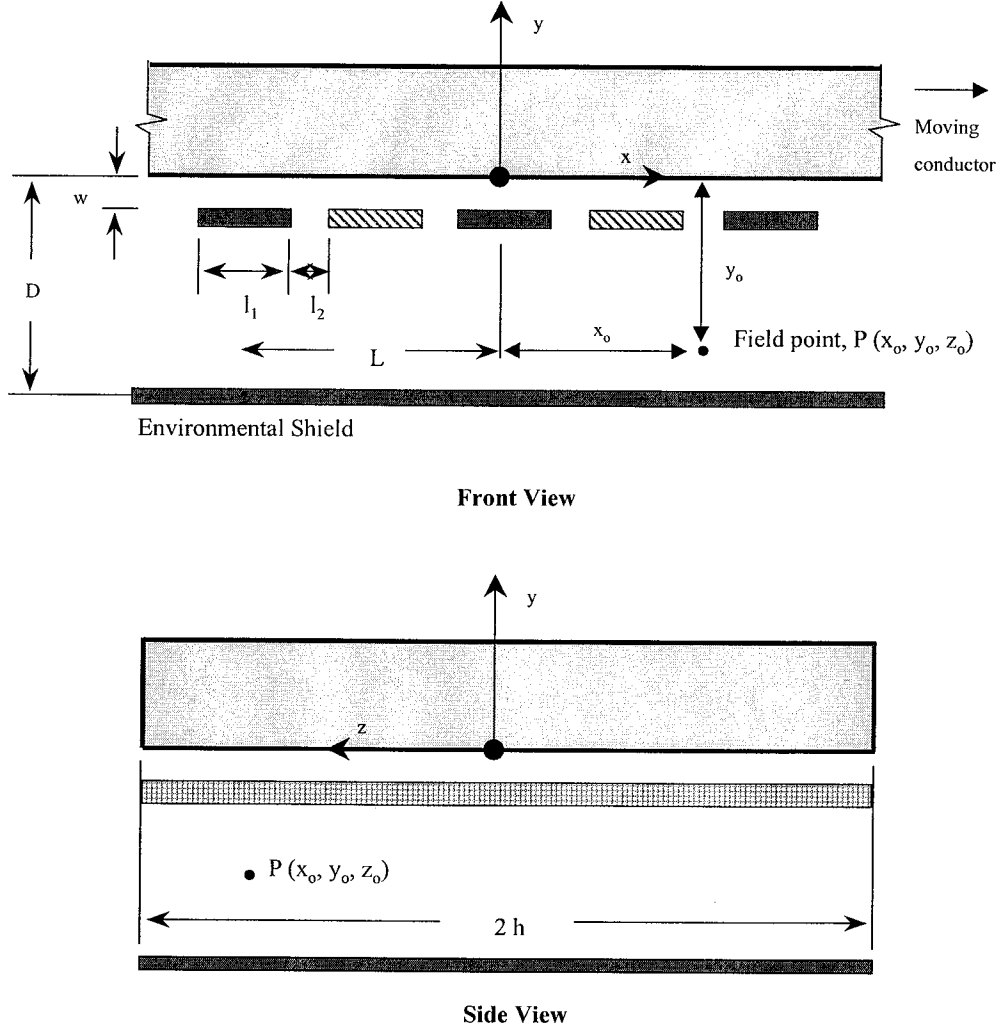 y
x
Moving
conductor
w
D
l₁
l₂
L
xₒ
yₒ
Field point, P (xₒ, yₒ, zₒ)
Environmental Shield
Front View
y
z
P (xₒ, yₒ, zₒ)
2 h
Side View